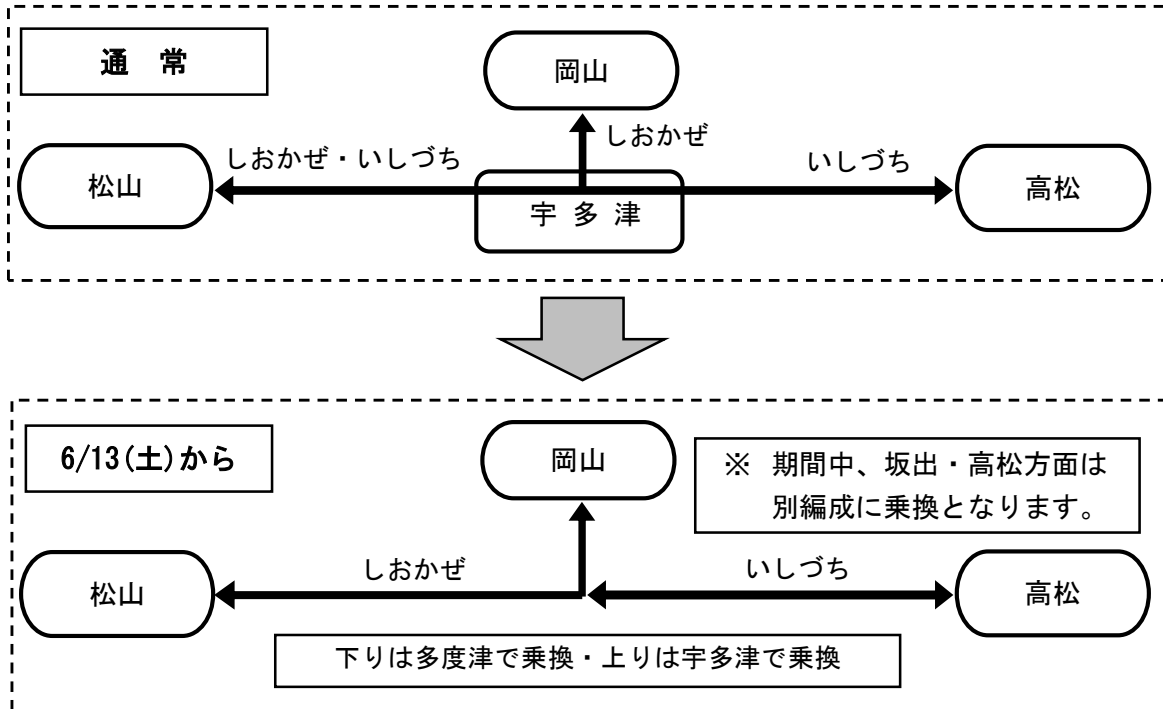 通 常
岡山
しおかぜ
しおかぜ・いしづち
いしづち
松山
宇 多 津
高松
6/13(土)から
岡山
※ 期間中、坂出・高松方面は
別編成に乗換となります。
しおかぜ
いしづち
松山
高松
下りは多度津で乗換・上りは宇多津で乗換